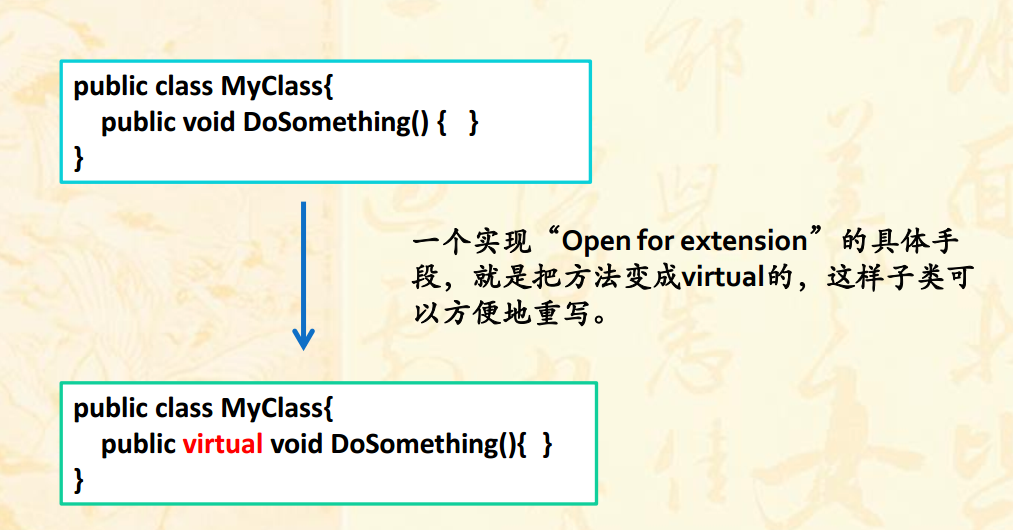 public class MyClass{
public void DoSomething() { }
}
一个实现“Open for extension”的具体手
段，就是把方法变成virtual的，这样子类可
以方便地重写。
public class MyClass{
public virtual void DoSomething(){ }
}